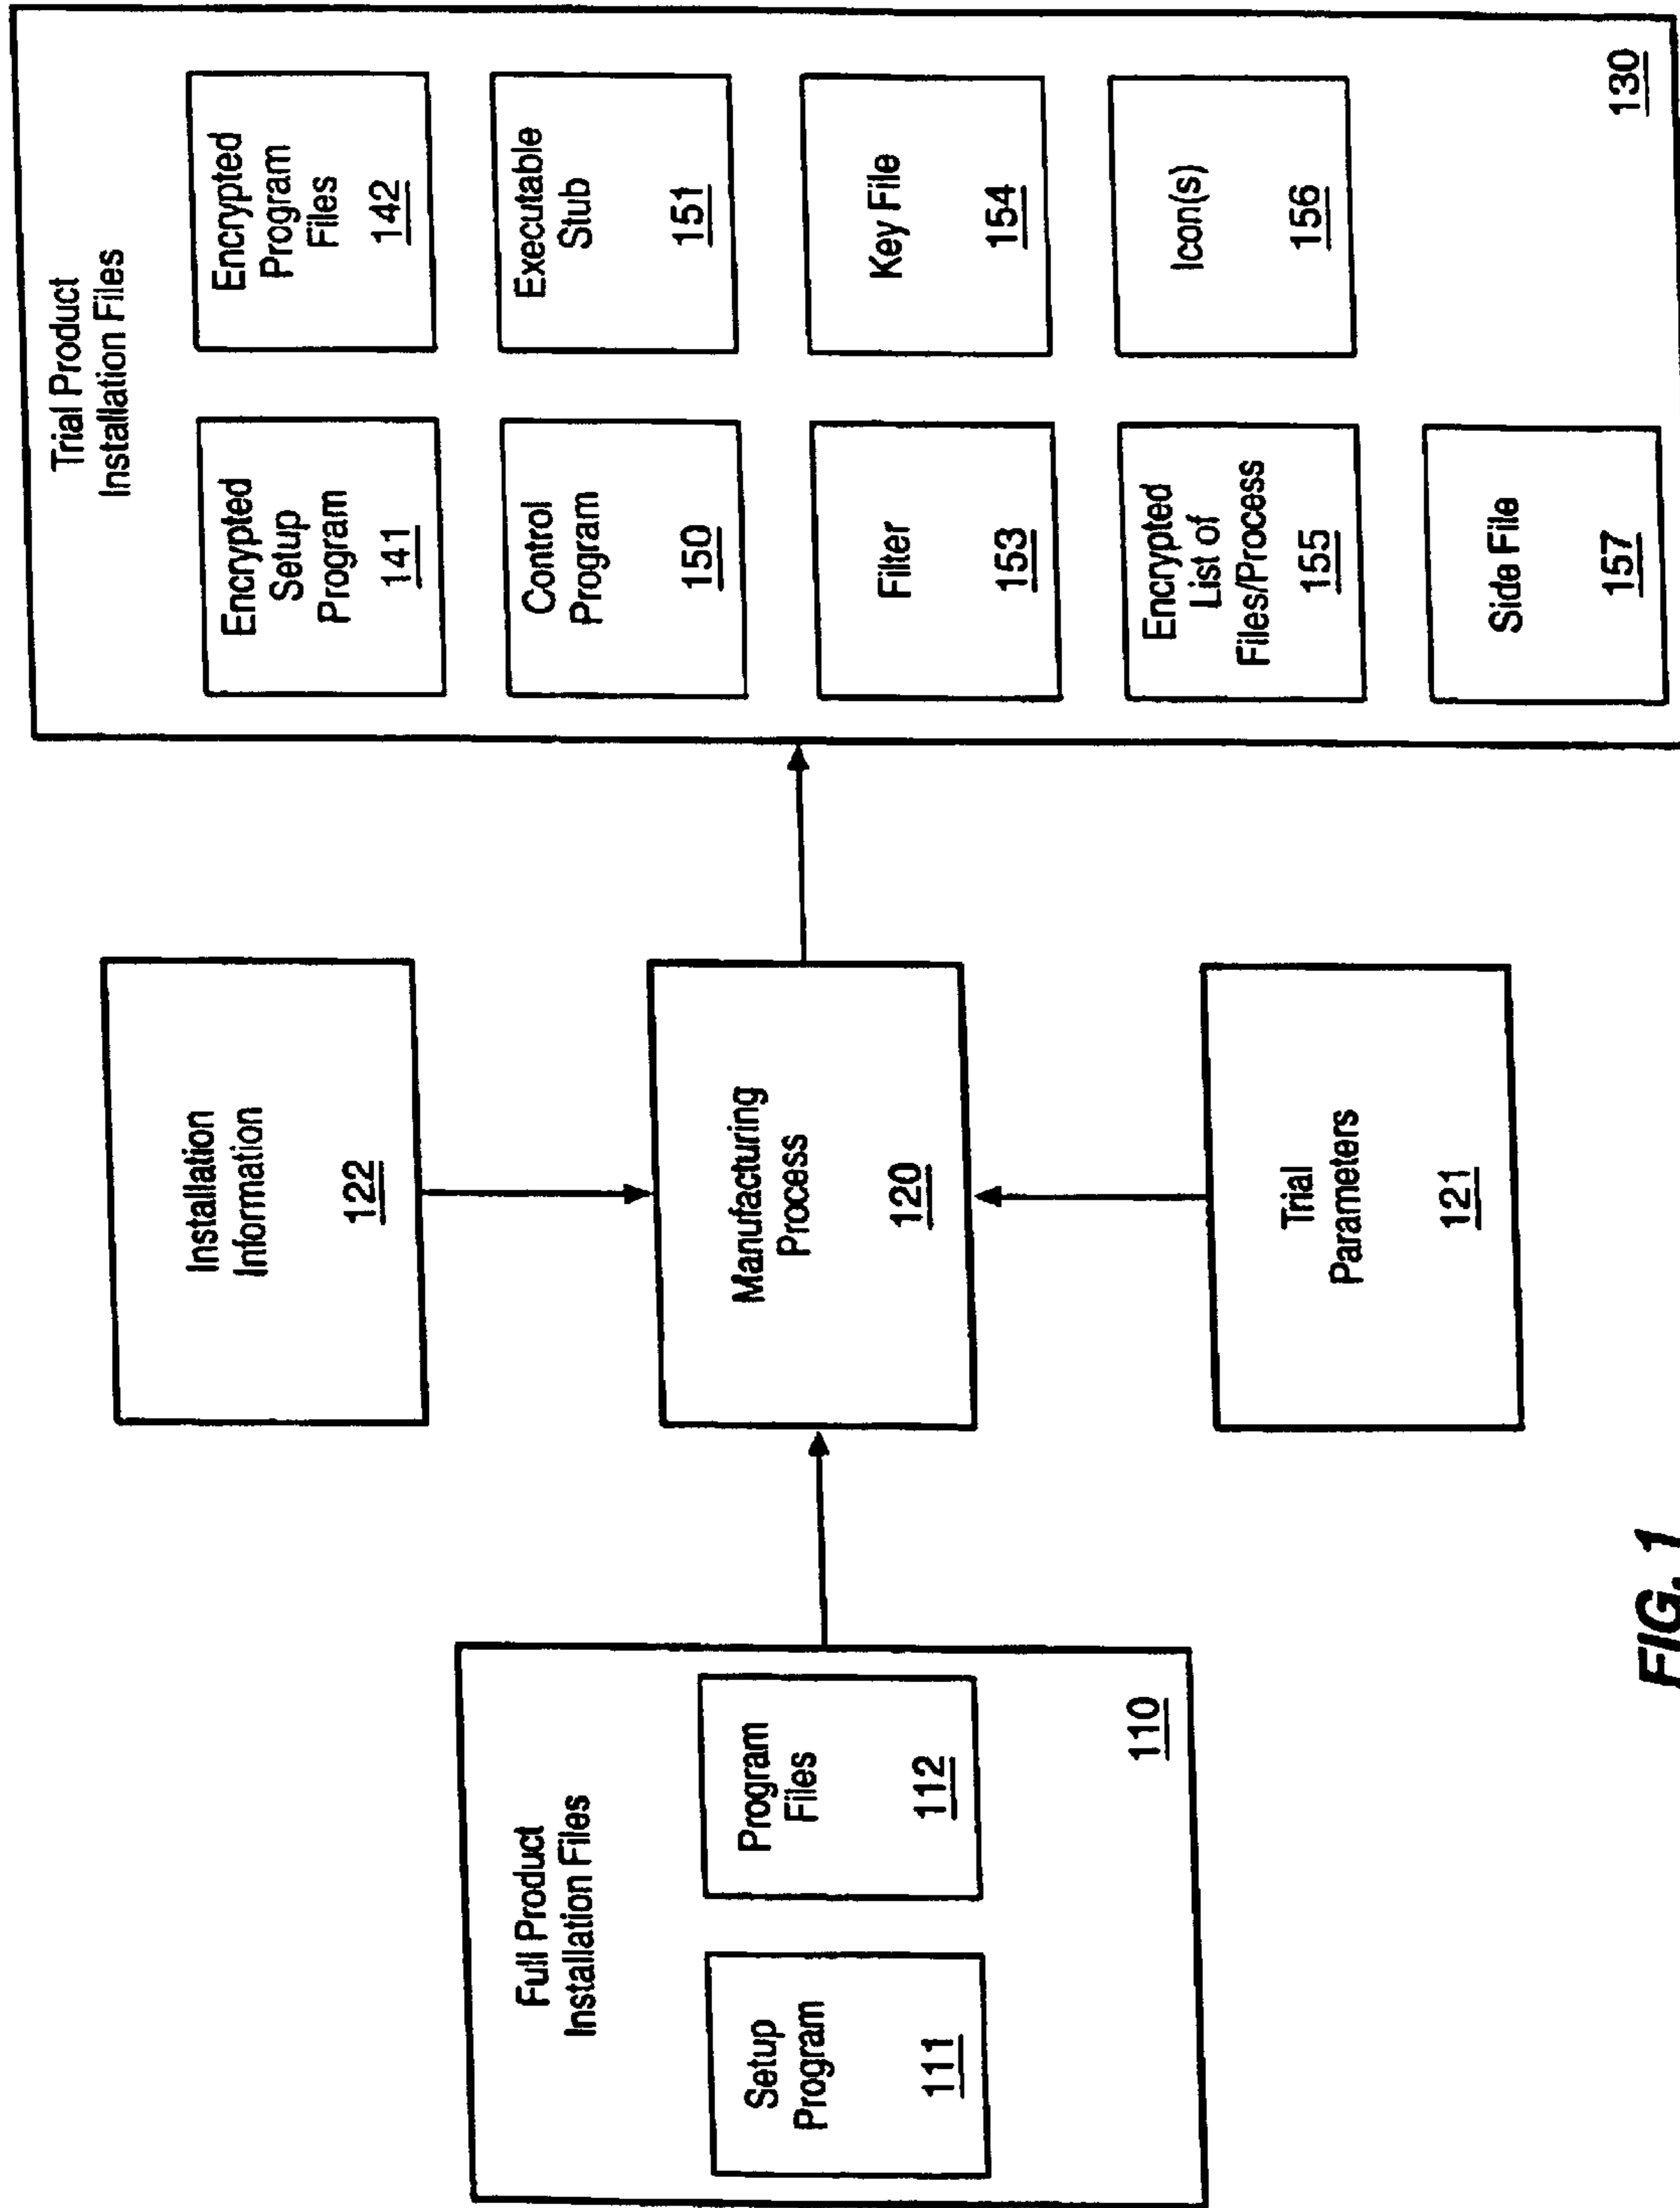 Full Product
Installation Files
Setup
Program
111
Program
Files
112
110
Installation
Information
122
Manufacturing
Process
120
Trial
Parameters
121
Trial Product
Installation Files
Encrypted
Setup
Program
141
Encrypted
Program
Files
142
Control
Program
150
Executable
Stub
151
Filter
153
Key File
154
Encrypted
List of
Files/Process
155
Icon(s)
156
Side File
157
130
FIG. 1